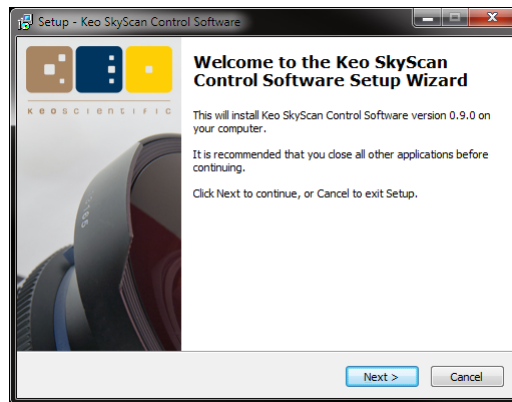 Setup - Keo SkyScan Control Software
Welcome to the Keo SkyScan
Control Software Setup Wizard
KEOSCIENTIFIC
This will install Keo SkyScan Control Software version 0.9.0 on
your computer.
It is recommended that you close all other applications before
continuing.
Click Next to continue, or Cancel to exit Setup.
Next >
Cancel